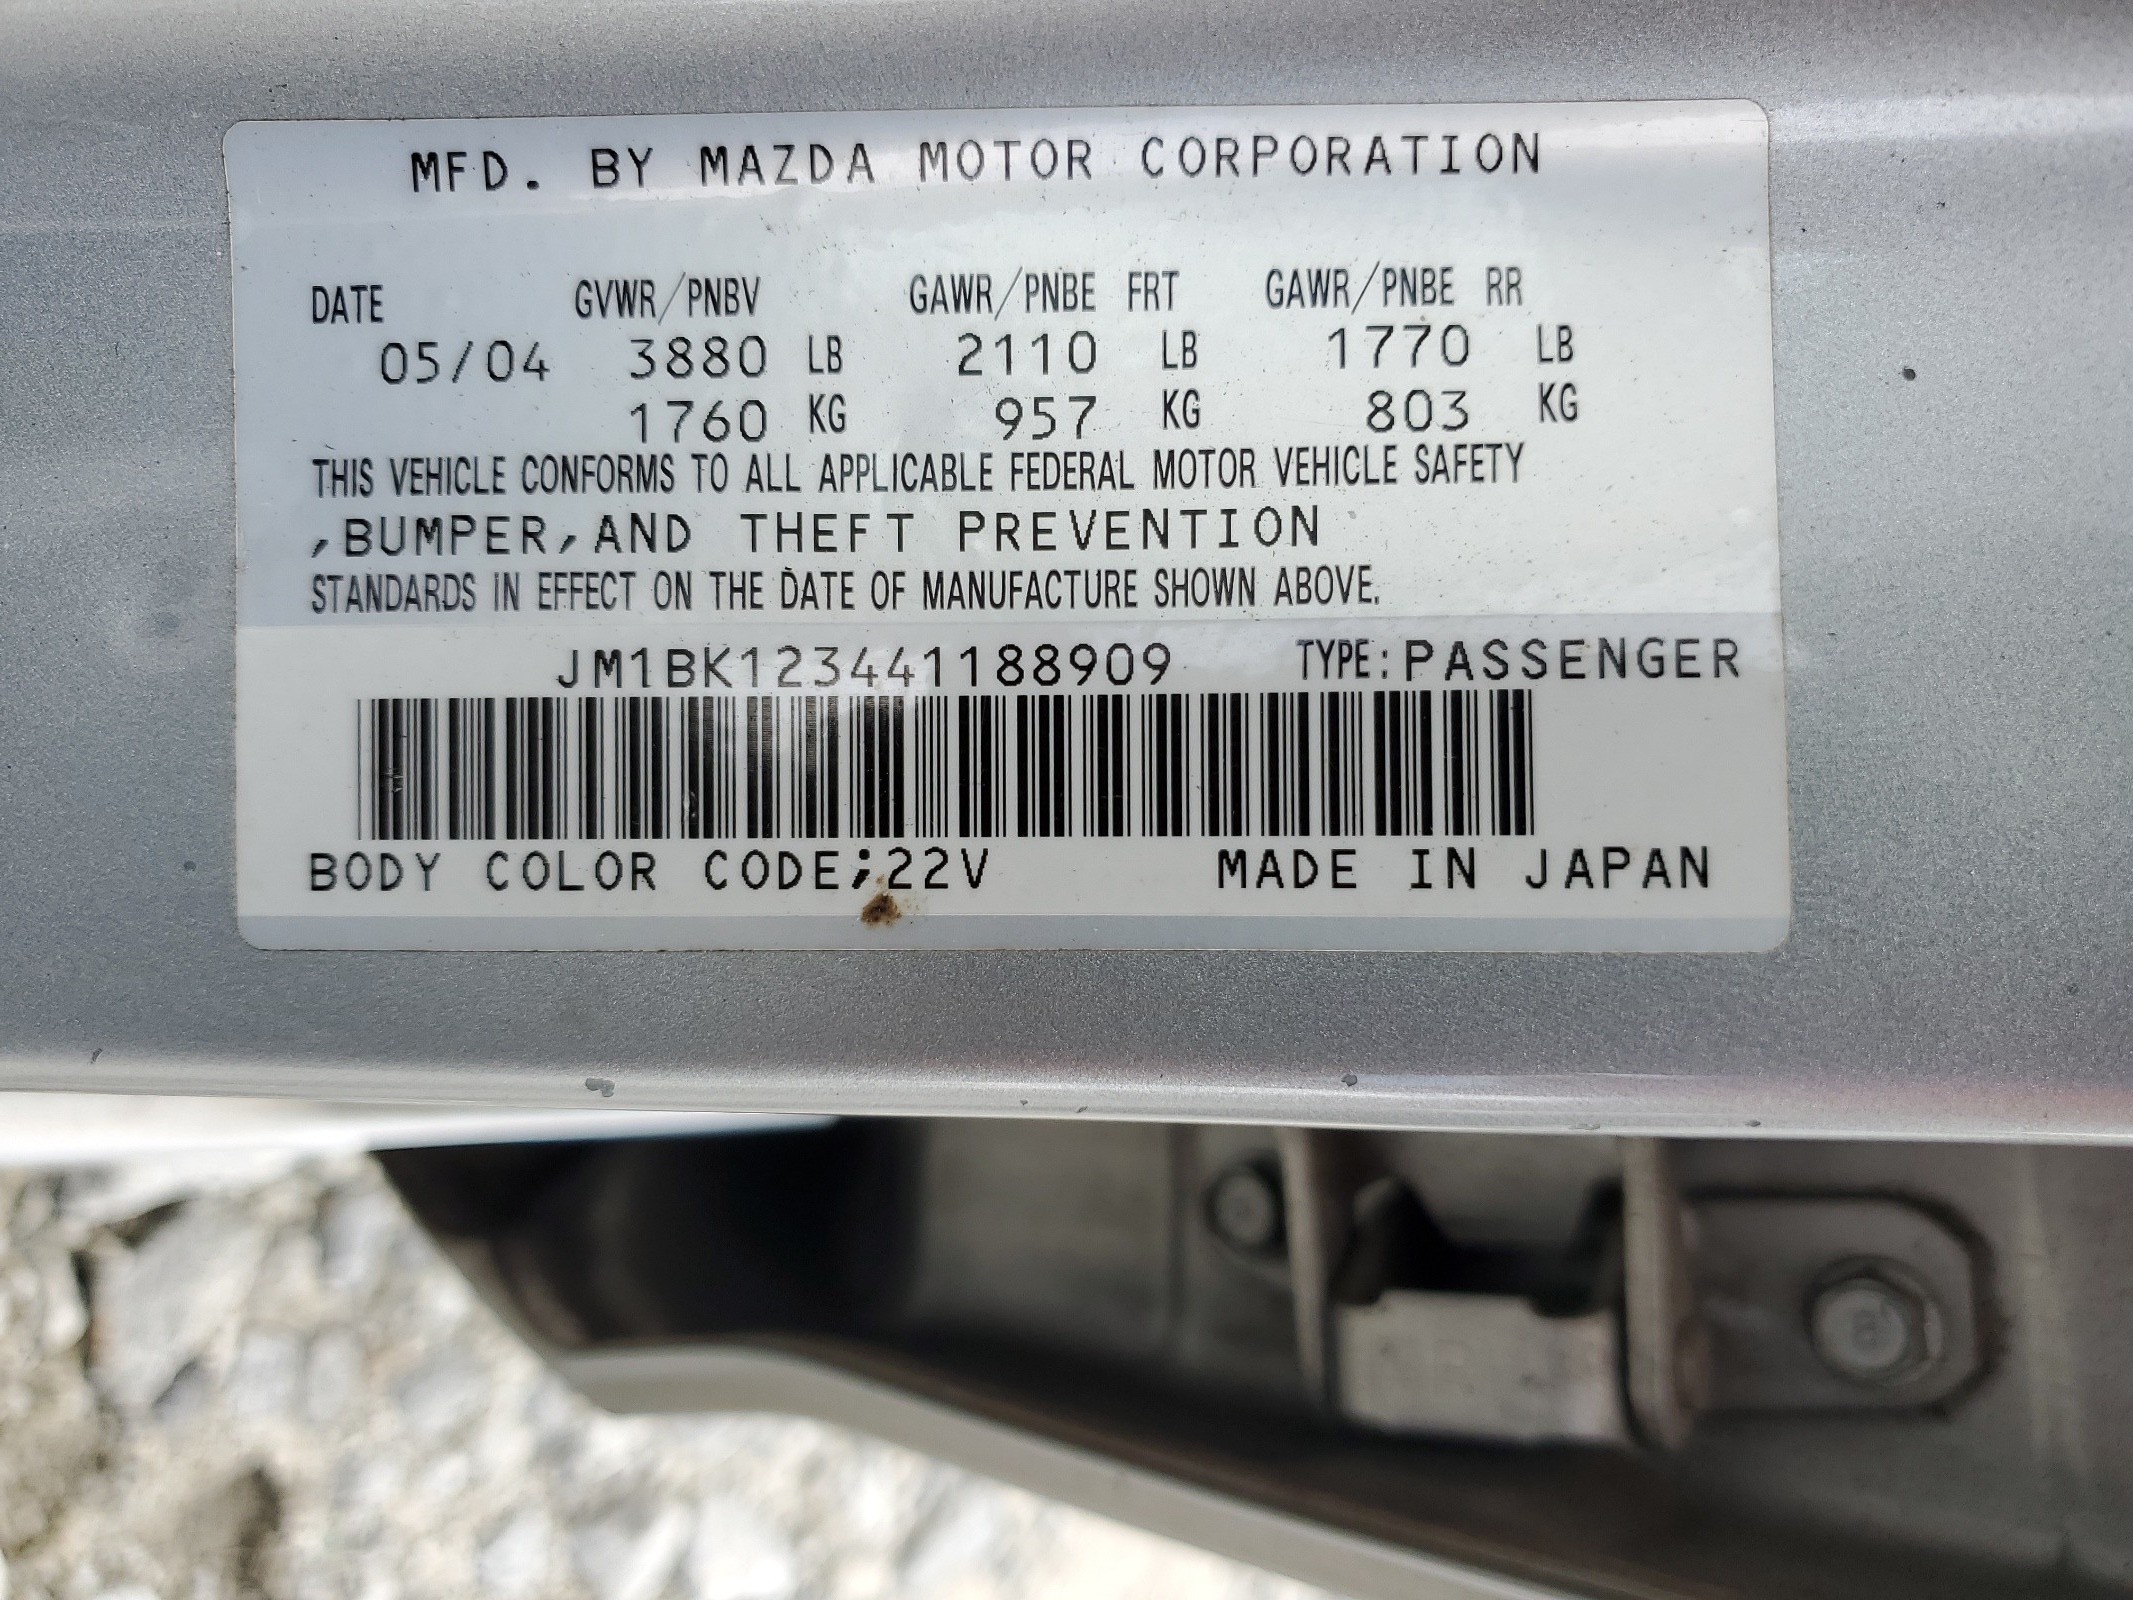 MFD. BY MAZDA MOTOR CORPORATION
DATE GVWR/PNBV GAWR/PNBE FRT GAWR/PNBE RR
05/04 3880 LB 2110 LB 1770 LB
1760 KG 957 KG 803 KG
THIS VEHICLE CONFORMS TO ALL APPLICABLE FEDERAL MOTOR VEHICLE SAFETY
,BUMPER,AND THEFT PREVENTION
STANDARDS IN EFFECT ON THE DATE OF MANUFACTURE SHOWN ABOVE.
JM1BK123441188909 TYPE:PASSENGER
BODY COLOR CODE;22V MADE IN JAPAN